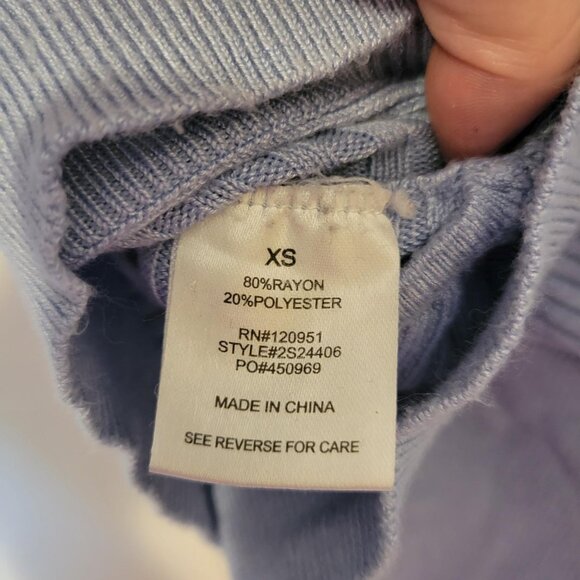 XS
80%RAYON
20%POLYESTER
RN#120951
STYLE#2S24406
PO#450969
MADE IN CHINA
SEE REVERSE FOR CARE